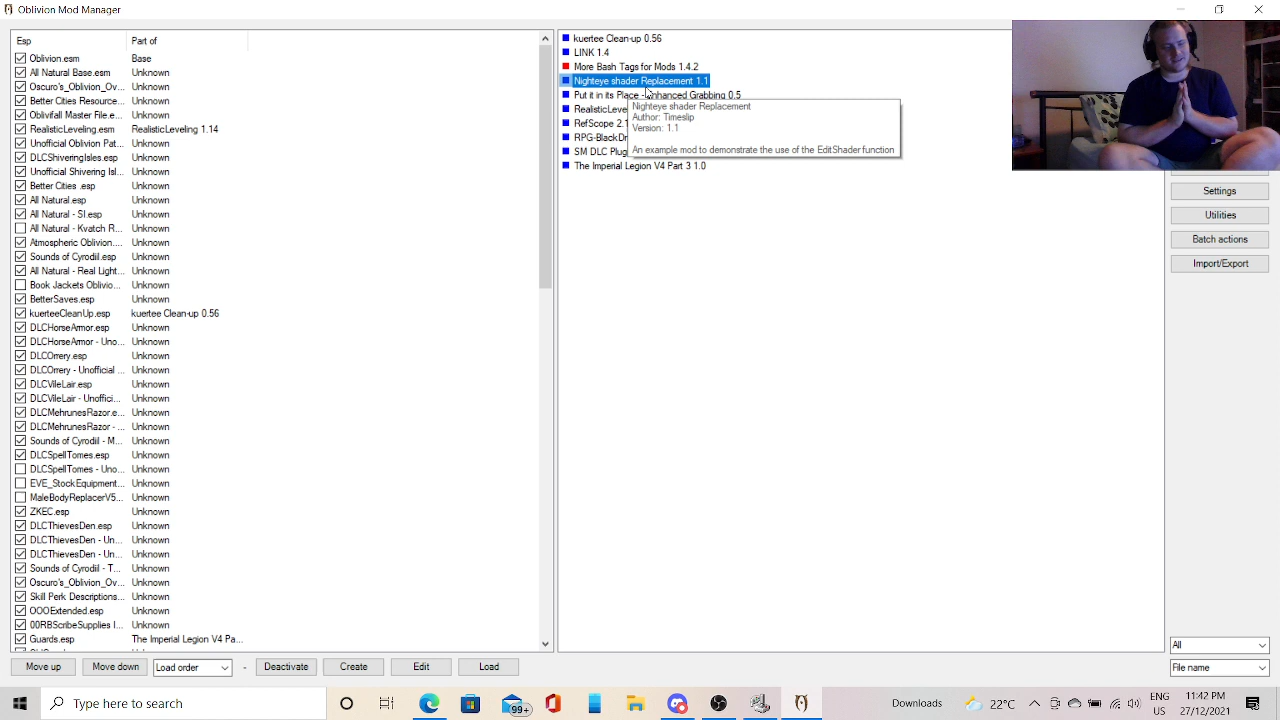 Oblivion Mod Manager
Esp Part of
Oblivion.esm Base
All Natural Base.esm Unknown
Oscuro's_Oblivion_Ov... Unknown
Better Cities Resource... Unknown
Oblivifall Master File.e... Unknown
RealisticLeveling.esm RealisticLeveling 1.14
Unofficial Oblivion Pat... Unknown
DLCShiveringIsles.esp Unknown
Unofficial Shivering Isl... Unknown
Better Cities .esp Unknown
All Natural.esp Unknown
All Natural - SI.esp Unknown
All Natural - Kvatch R... Unknown
Atmospheric Oblivion.... Unknown
Sounds of Cyrodil.esp Unknown
All Natural - Real Light... Unknown
Book Jackets Oblivio... Unknown
BetterSaves.esp Unknown
kuerteeCleanUp.esp kuertee Clean-up 0.56
DLCHorseArmor.esp Unknown
DLCHorseArmor - Uno... Unknown
DLCOrrery.esp Unknown
DLCOrrery - Unofficial ... Unknown
DLCVileLair.esp Unknown
DLCVileLair - Unoffici... Unknown
DLCMehrunesRazor.e... Unknown
DLCMehrunesRazor - ... Unknown
Sounds of Cyrodil - M... Unknown
DLCSpellTomes.esp Unknown
DLCSpellTomes - Uno... Unknown
EVE_StockEquipment... Unknown
MaleBodyReplacerV5... Unknown
ZKEC.esp Unknown
DLCThievesDen.esp Unknown
DLCThievesDen - Un... Unknown
DLCThievesDen - Un... Unknown
Sounds of Cyrodil - T... Unknown
Oscuro's_Oblivion_Ov... Unknown
Skill Perk Descriptions... Unknown
OOOExtended.esp Unknown
00RBScribeSupplies I... Unknown
Guards.esp The Imperial Legion V4 Pa...
kuertee Clean-up 0.56
LINK 1.4
More Bash Tags for Mods 1.4.2
Nighteye shader Replacement 1.1
Put it in its Place - Enhanced Grabbing 0.5
RealisticLeve
RefScope 2.1
RPG-BlackDr
SM DLC Plug
The Imperial Legion V4 Part 3 1.0
Nighteye shader Replacement
Author: Timeslip
Version: 1.1
An example mod to demonstrate the use of the EditShader function
Settings
Utilities
Batch actions
Import/Export
All
File name
Move up Move down Load order - Deactivate Create Edit Load
Type here to search
99+
Downloads 22°C
ENG
US
11:42 PM
27/12/2021